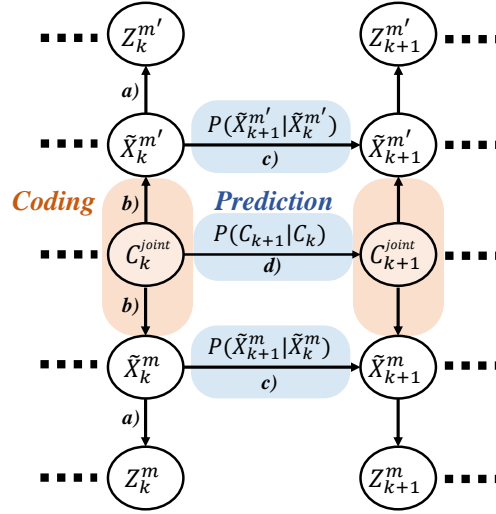 Z_k^{m'} Z_{k+1}^{m'}
a)
P(X̃_{k+1}^{m'}|X̃_k^{m'})
X̃_k^{m'} X̃_{k+1}^{m'}
c)
Coding b) Prediction
P(C_{k+1}|C_k)
C_k^{joint} C_{k+1}^{joint}
d)
b)
P(X̃_{k+1}^m|X̃_k^m)
X̃_k^m X̃_{k+1}^m
c)
a)
Z_k^m Z_{k+1}^m